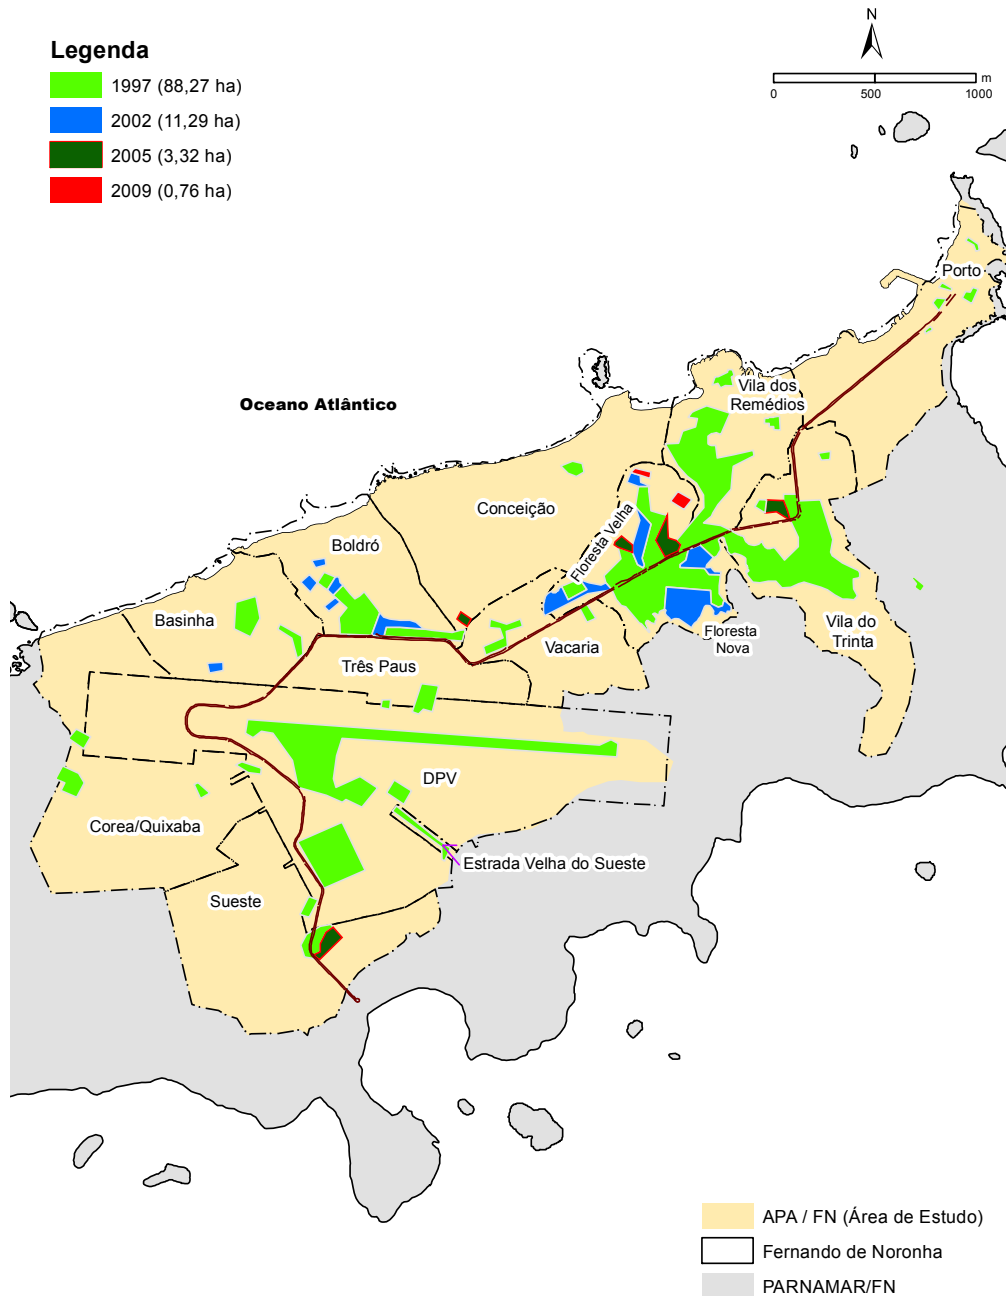 N
m
0 500 1000
Legenda
1997 (88,27 ha)
2002 (11,29 ha)
2005 (3,32 ha)
2009 (0,76 ha)
Porto
Oceano Atlântico
Vila dos
Remédios
Conceição
Floresta Velha
Boldró
Basinha
Vacaria
Floresta
Nova
Vila do
Trinta
Três Paus
DPV
Corea/Quixaba
Estrada Velha do Sueste
Sueste
APA / FN (Área de Estudo)
Fernando de Noronha
PARNAMAR/FN